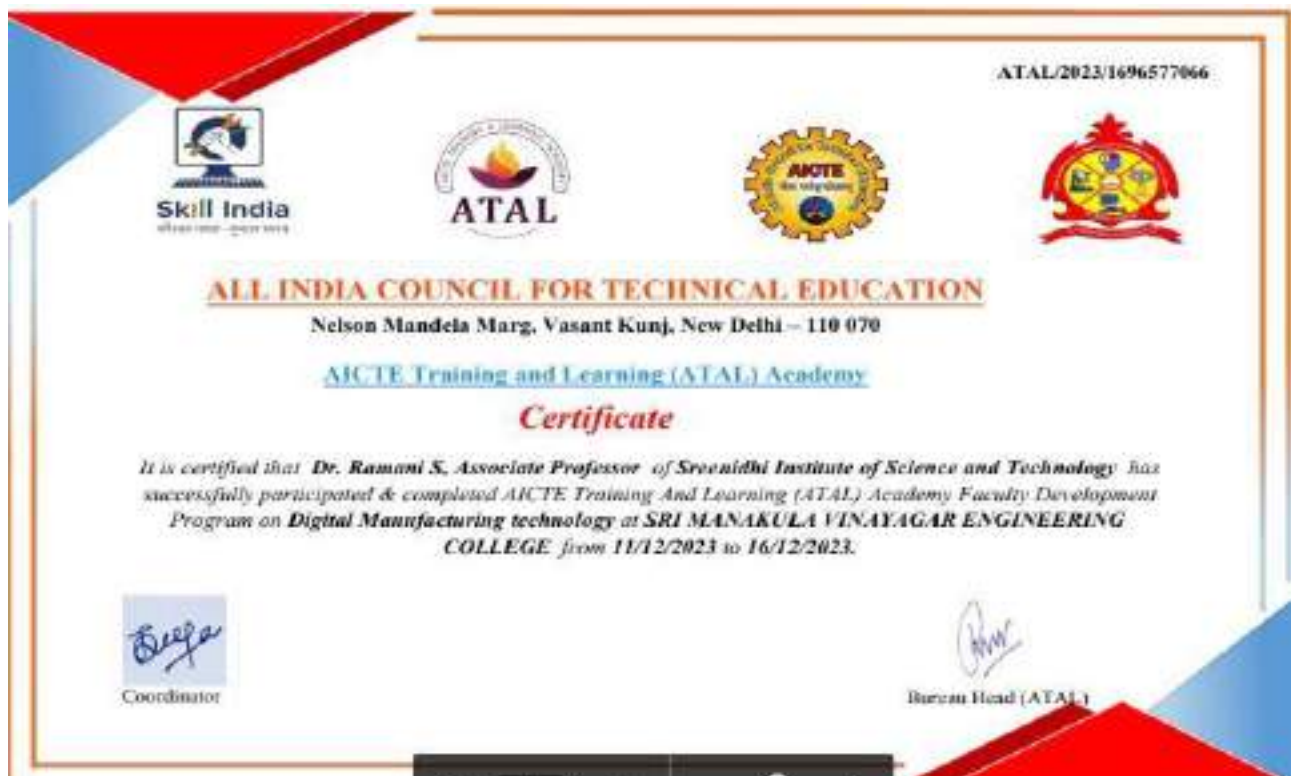 ATAL/2023/1696577066
Skill India
ATAL
AICTE
ALL INDIA COUNCIL FOR TECHNICAL EDUCATION
Nelson Mandela Marg, Vasant Kunj, New Delhi – 110 070
AICTE Training and Learning (ATAL) Academy
Certificate
It is certified that Dr. Ramani S, Associate Professor of Sreenidhi Institute of Science and Technology has
successfully participated & completed AICTE Training And Learning (ATAL) Academy Faculty Development
Program on Digital Manufacturing technology at SRI MANAKULA VINAYAGAR ENGINEERING
COLLEGE from 11/12/2023 to 16/12/2023.
Coordinator
Bureau Head (ATAL)